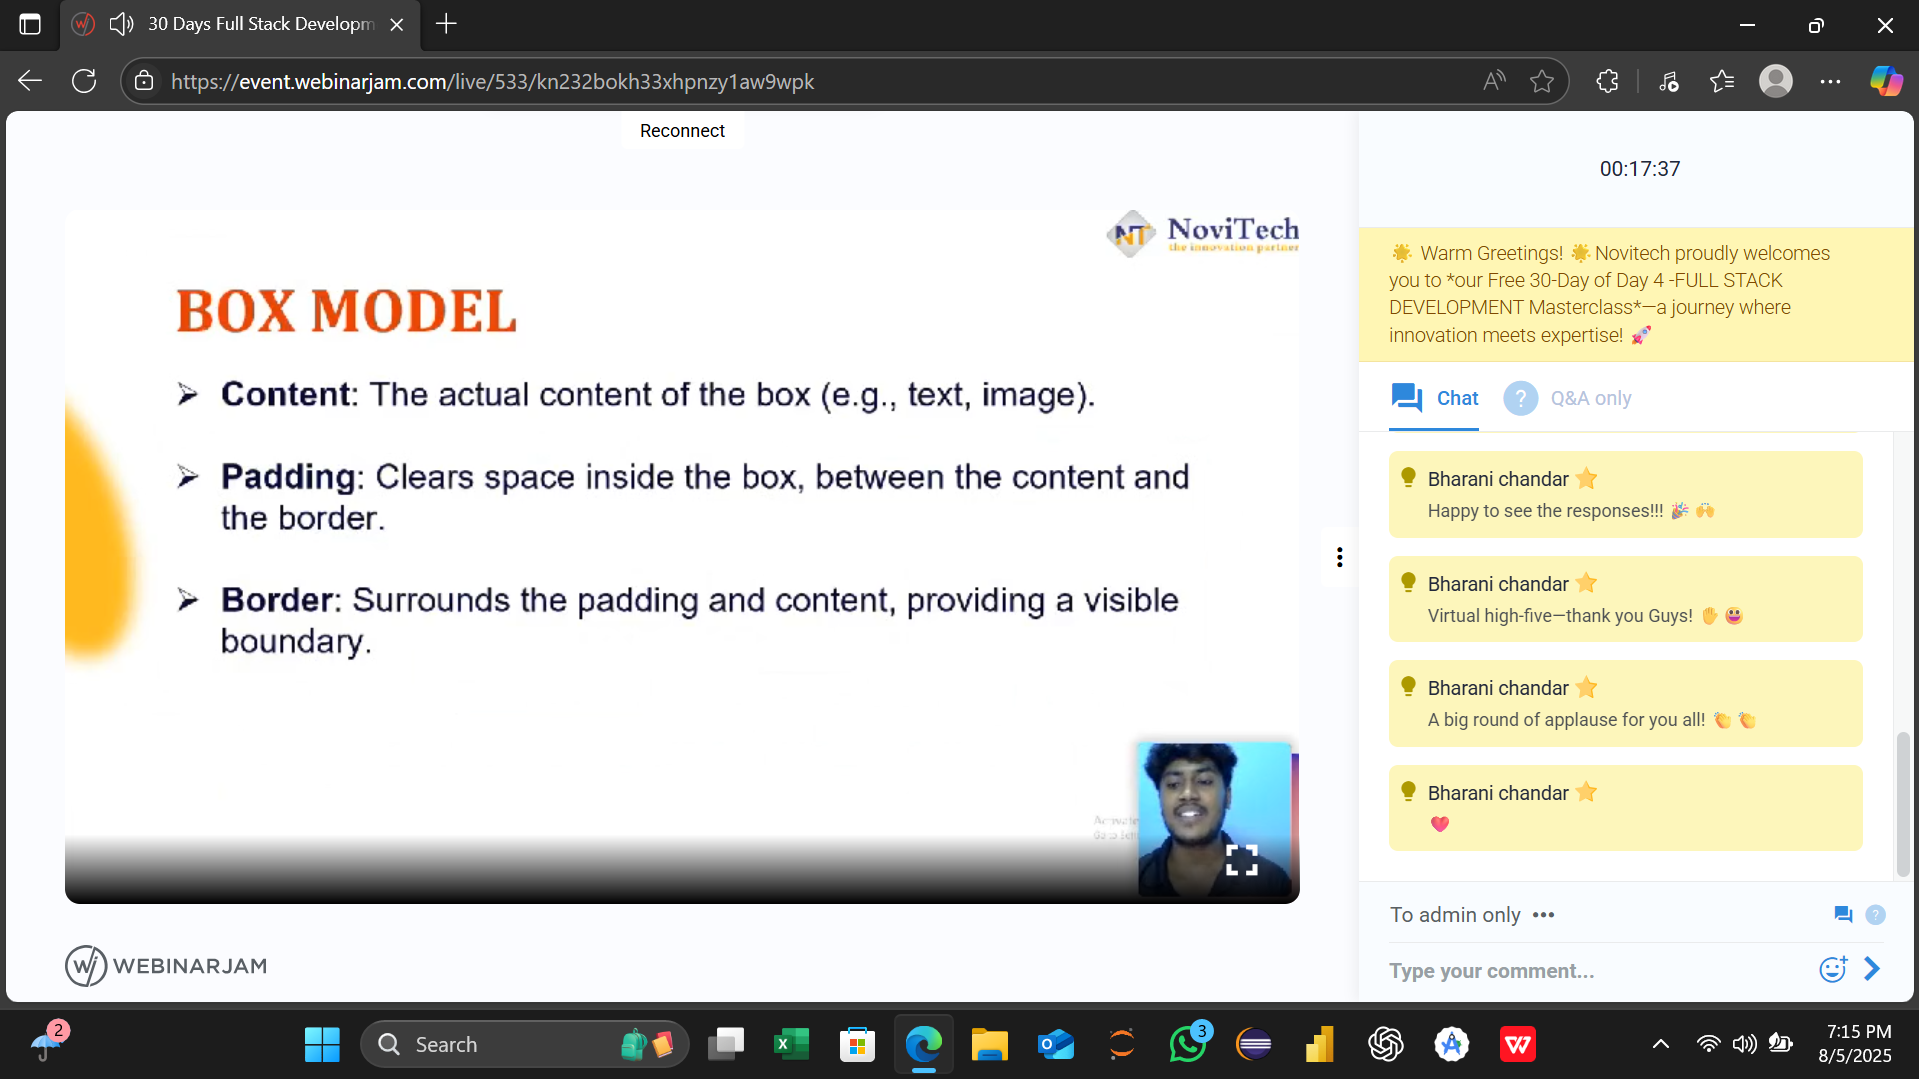 30 Days Full Stack Developm
https://event.webinarjam.com/live/533/kn232bokh33xhpnzy1aw9wpk
Reconnect
00:17:37
NT NoviTech
the innovation partner
BOX MODEL
➢ Content: The actual content of the box (e.g., text, image).
➢ Padding: Clears space inside the box, between the content and
the border.
➢ Border: Surrounds the padding and content, providing a visible
boundary.
WEBINARJAM
🌟 Warm Greetings! 🌟 Novitech proudly welcomes
you to *our Free 30-Day of Day 4 -FULL STACK
DEVELOPMENT Masterclass*—a journey where
innovation meets expertise! 🚀
Chat
Q&A only
Bharani chandar ⭐
Happy to see the responses!!! 🎉 🙌
Bharani chandar ⭐
Virtual high-five—thank you Guys! ✋ 😃
Bharani chandar ⭐
A big round of applause for you all! 👏 👏
Bharani chandar ⭐
❤️
To admin only •••
Type your comment...
2
Search
3
7:15 PM
8/5/2025